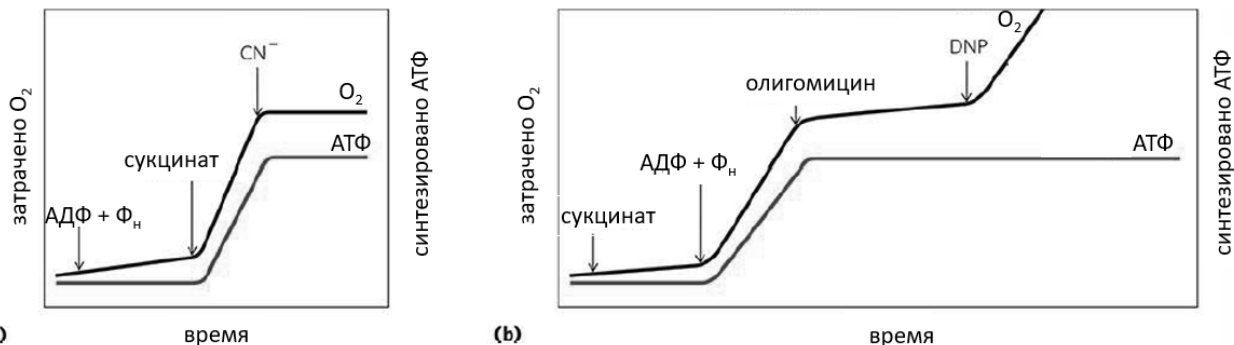 затрачено O₂
АДФ + Фн
сукцинат
CN⁻
O₂
АТФ
синтезировано АТФ
время
)
затрачено O₂
сукцинат
АДФ + Фн
олигомицин
DNP
O₂
АТФ
синтезировано АТФ
(b)
время